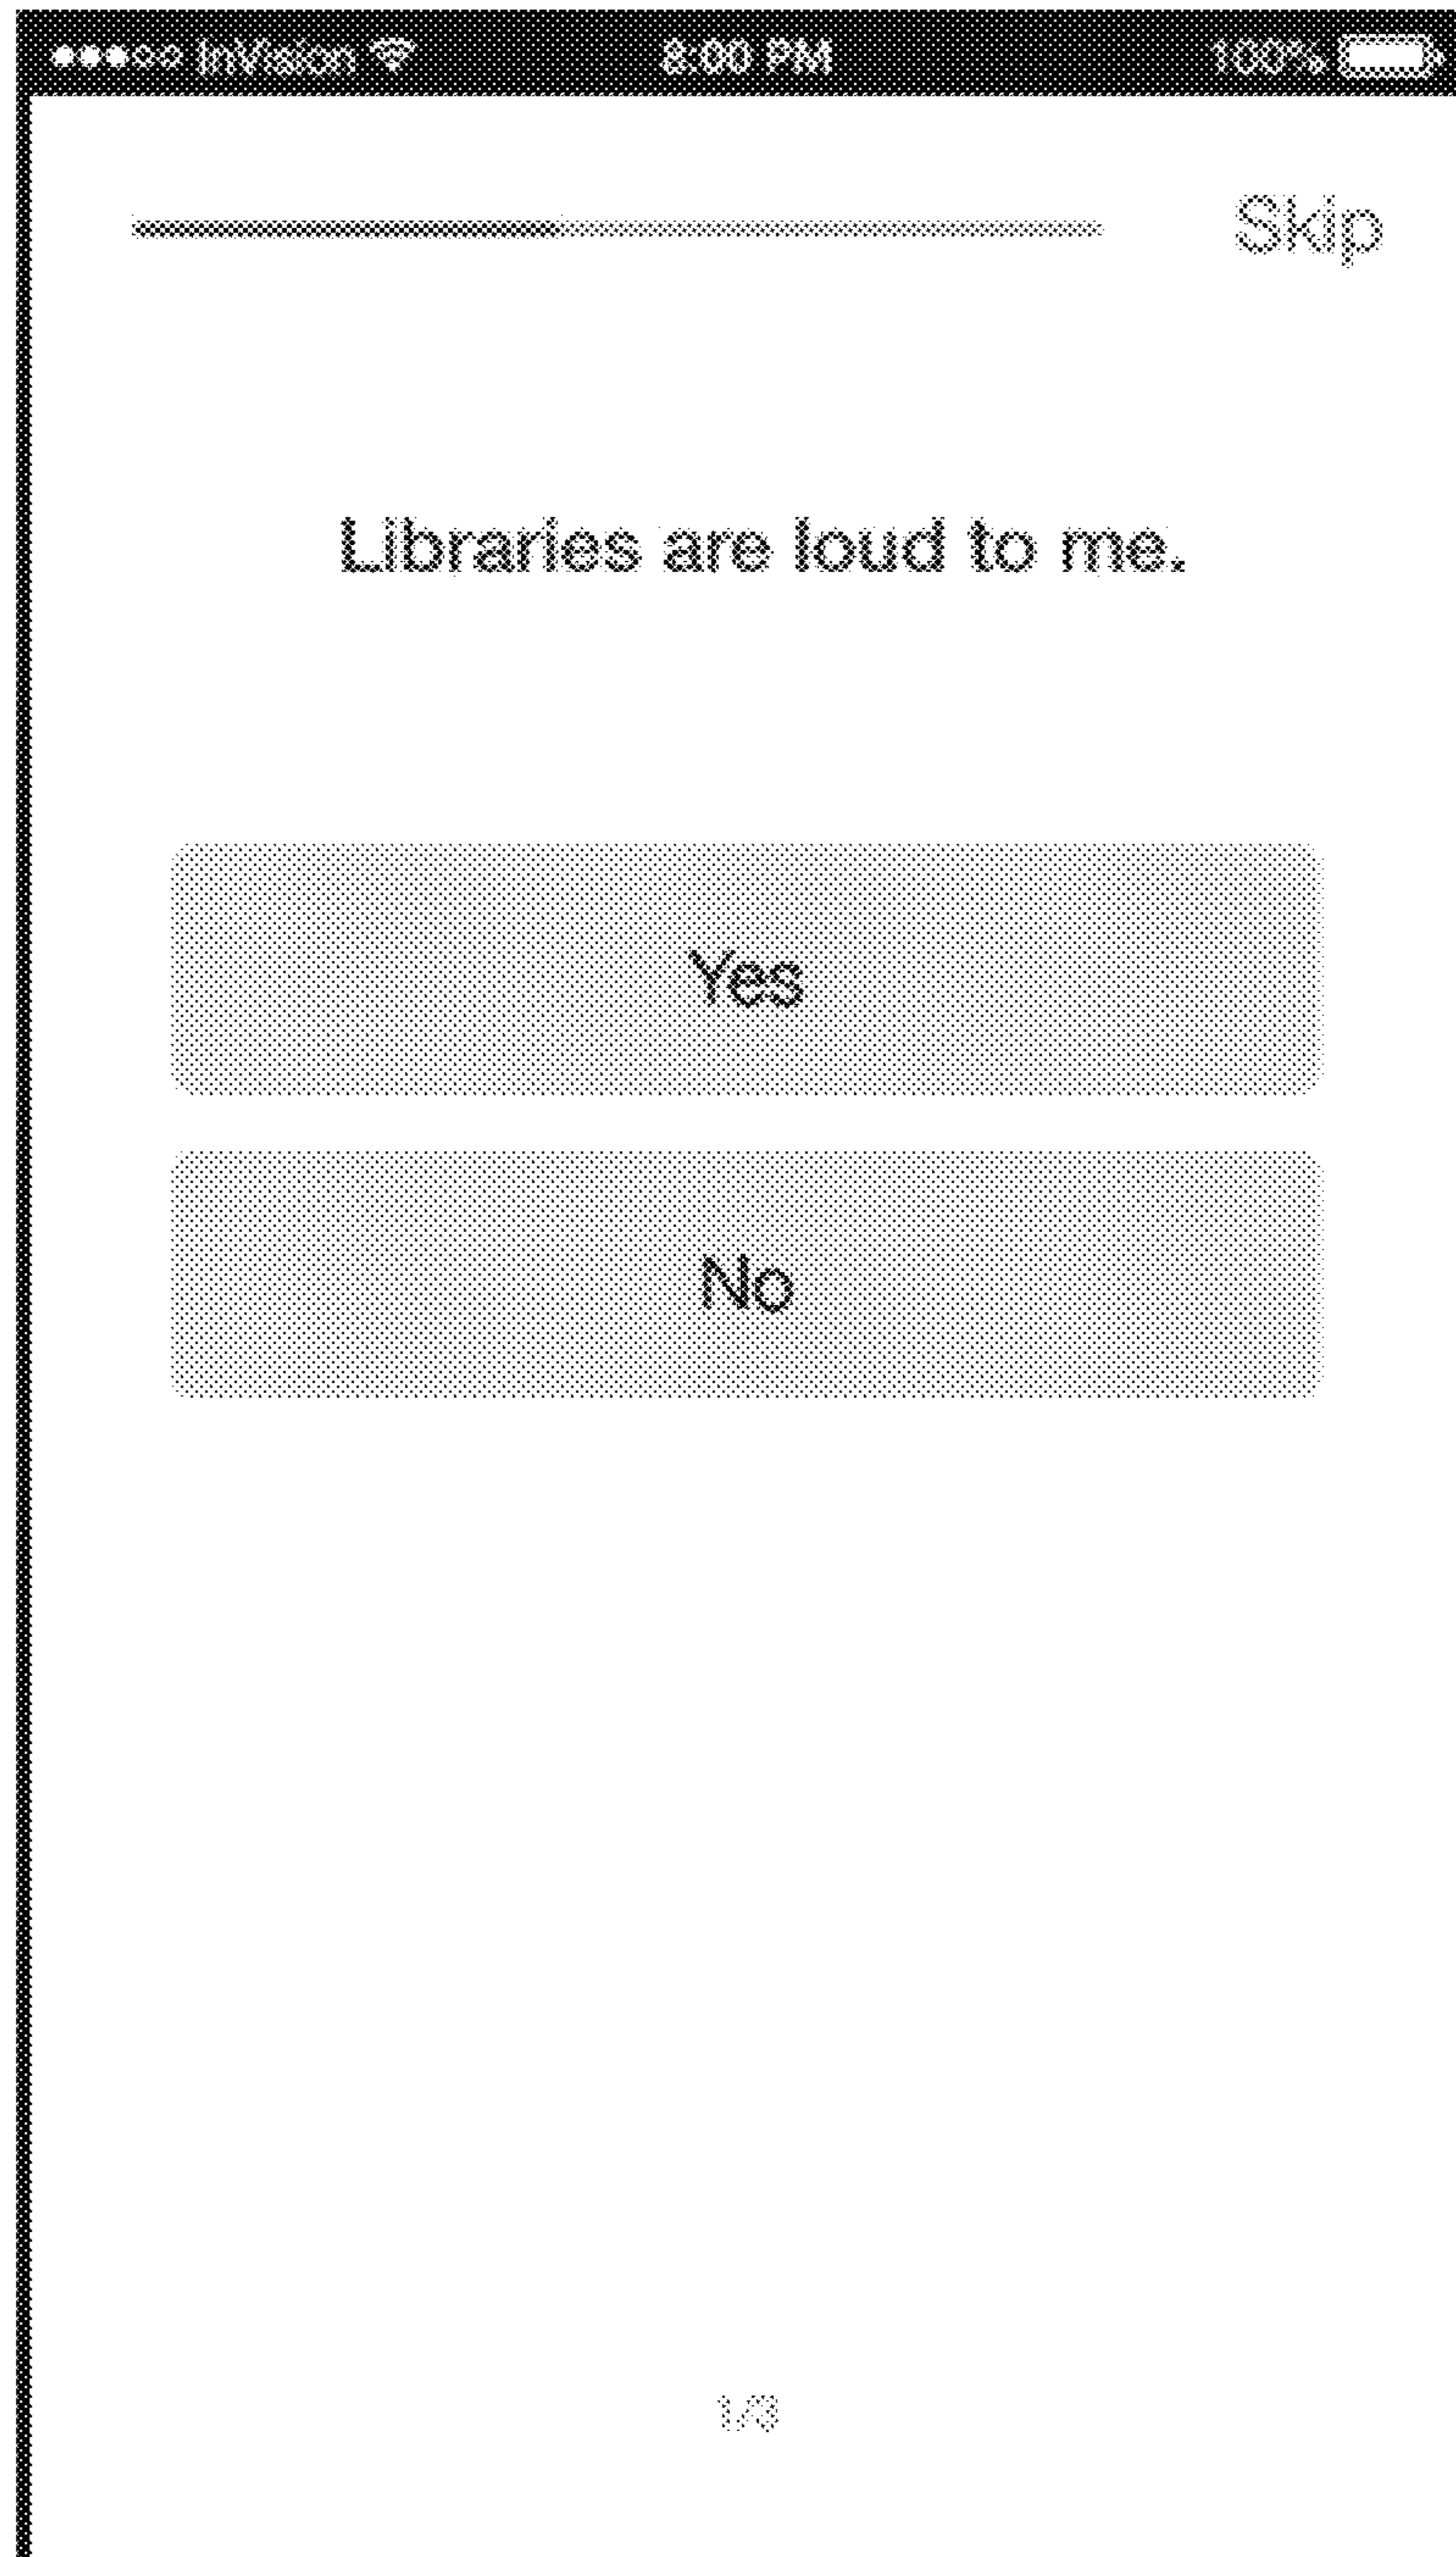 InVision 8:00 PM 100%
Skip
Libraries are loud to me.
Yes
No
1/3